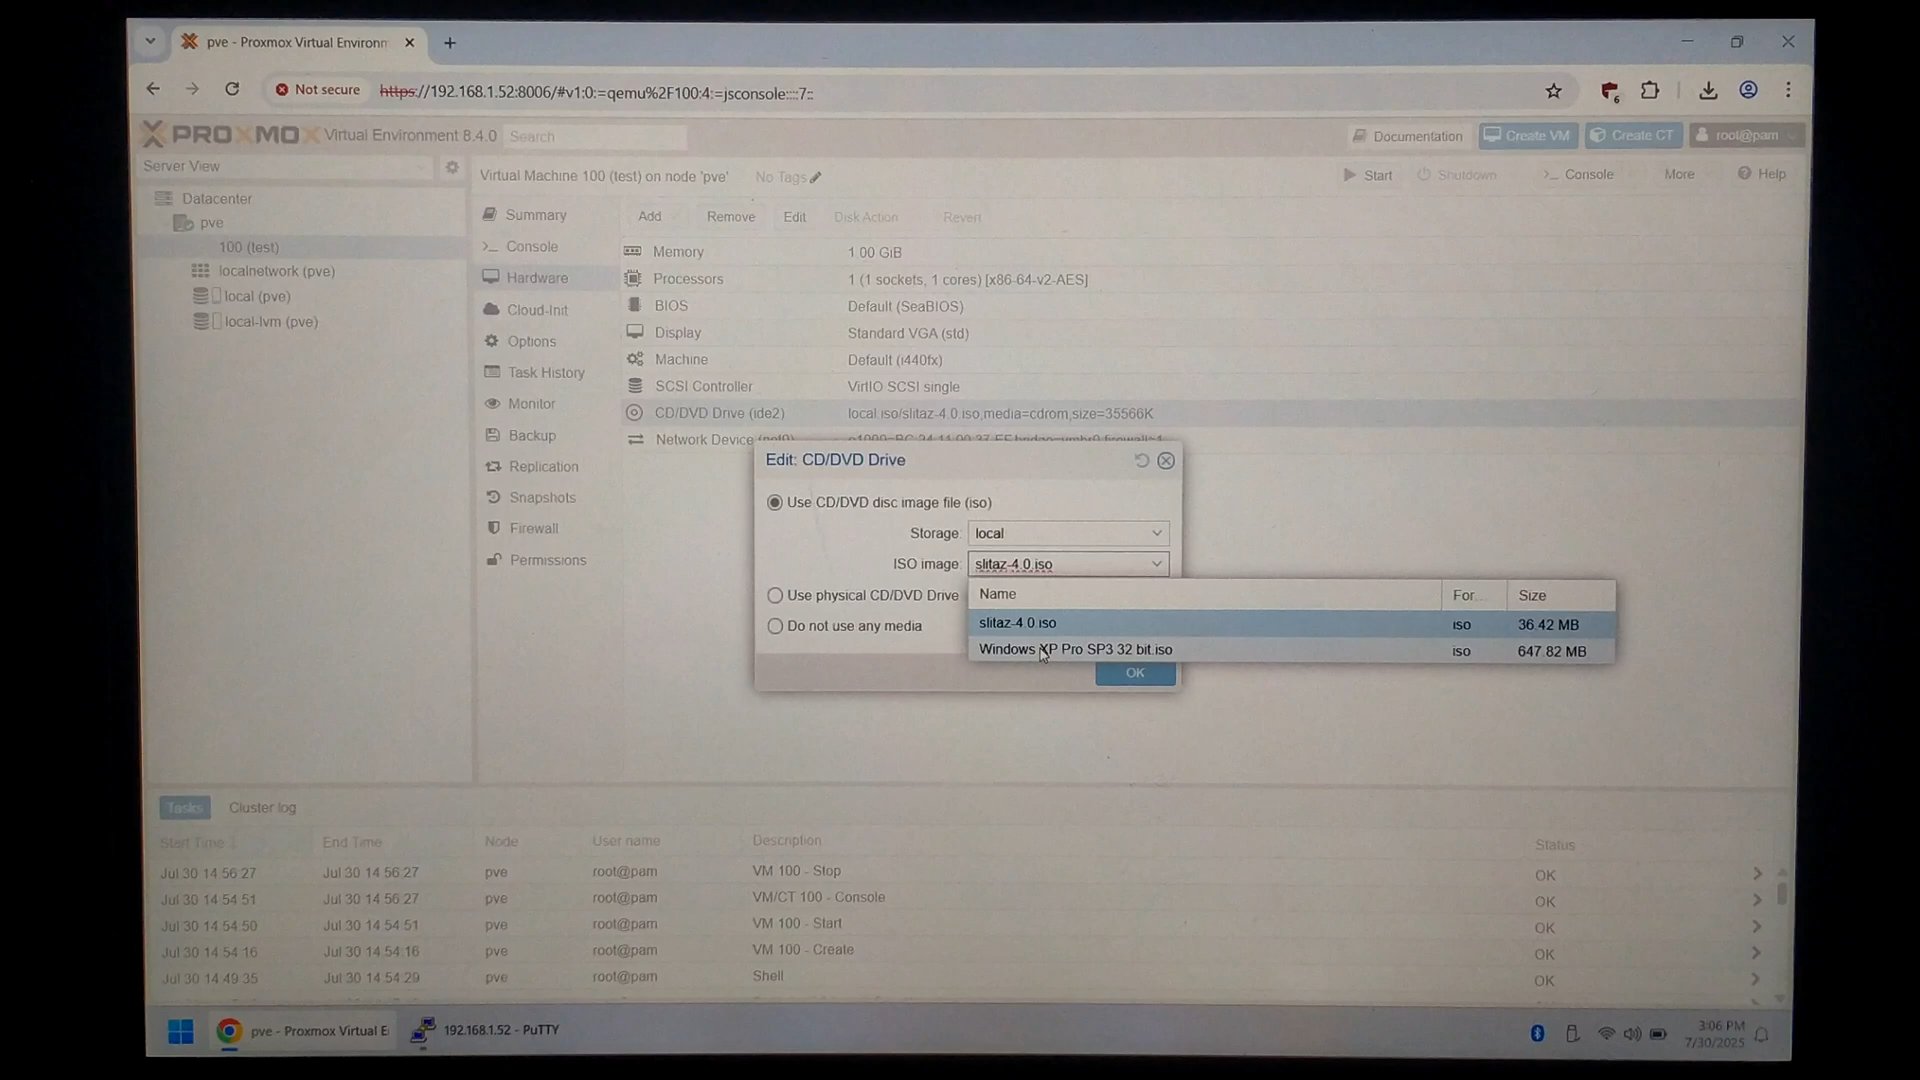 pve - Proxmox Virtual Environm
Not secure
https://192.168.1.52:8006/#v1:0:=qemu%2F100:4:=jsconsole::::7::
6
PROXMOX Virtual Environment 8.4.0
Search
Documentation
Create VM
Create CT
root@pam
Server View
Datacenter
pve
100 (test)
localnetwork (pve)
local (pve)
local-lvm (pve)
Virtual Machine 100 (test) on node 'pve'
No Tags
Start
Shutdown
>_ Console
More
Help
Summary
>_ Console
Hardware
Cloud-Init
Options
Task History
Monitor
Backup
Replication
Snapshots
Firewall
Permissions
Add
Remove
Edit
Disk Action
Revert
Memory 1.00 GiB
Processors 1 (1 sockets, 1 cores) [x86-64-v2-AES]
BIOS Default (SeaBIOS)
Display Standard VGA (std)
Machine Default (i440fx)
SCSI Controller VirtIO SCSI single
CD/DVD Drive (ide2) local:iso/slitaz-4.0.iso,media=cdrom,size=35566K
Network Device (net0)
Edit: CD/DVD Drive
Use CD/DVD disc image file (iso)
Storage: local
ISO image: slitaz-4.0.iso
Use physical CD/DVD Drive
Do not use any media
Name For... Size
slitaz-4.0.iso iso 36.42 MB
Windows XP Pro SP3 32 bit.iso iso 647.82 MB
OK
Tasks
Cluster log
Start Time End Time Node User name Description Status
Jul 30 14:56:27 Jul 30 14:56:27 pve root@pam VM 100 - Stop OK
Jul 30 14:54:51 Jul 30 14:56:27 pve root@pam VM/CT 100 - Console OK
Jul 30 14:54:50 Jul 30 14:54:51 pve root@pam VM 100 - Start OK
Jul 30 14:54:16 Jul 30 14:54:16 pve root@pam VM 100 - Create OK
Jul 30 14:49:35 Jul 30 14:54:29 pve root@pam Shell OK
pve - Proxmox Virtual E
192.168.1.52 - PuTTY
3:06 PM
7/30/2025